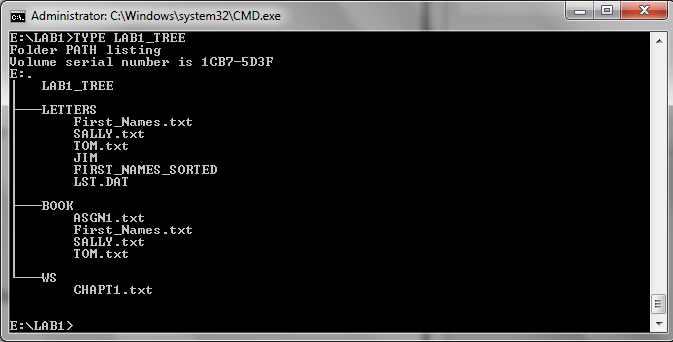 Administrator: C:\Windows\system32\CMD.exe
E:\LAB1>TYPE LAB1_TREE
Folder PATH listing
Volume serial number is 1CB7-5D3F
E:.
LAB1_TREE
LETTERS
First_Names.txt
SALLY.txt
TOM.txt
JIM
FIRST_NAMES_SORTED
LST.DAT
BOOK
ASGN1.txt
First_Names.txt
SALLY.txt
TOM.txt
WS
CHAPT1.txt
E:\LAB1>